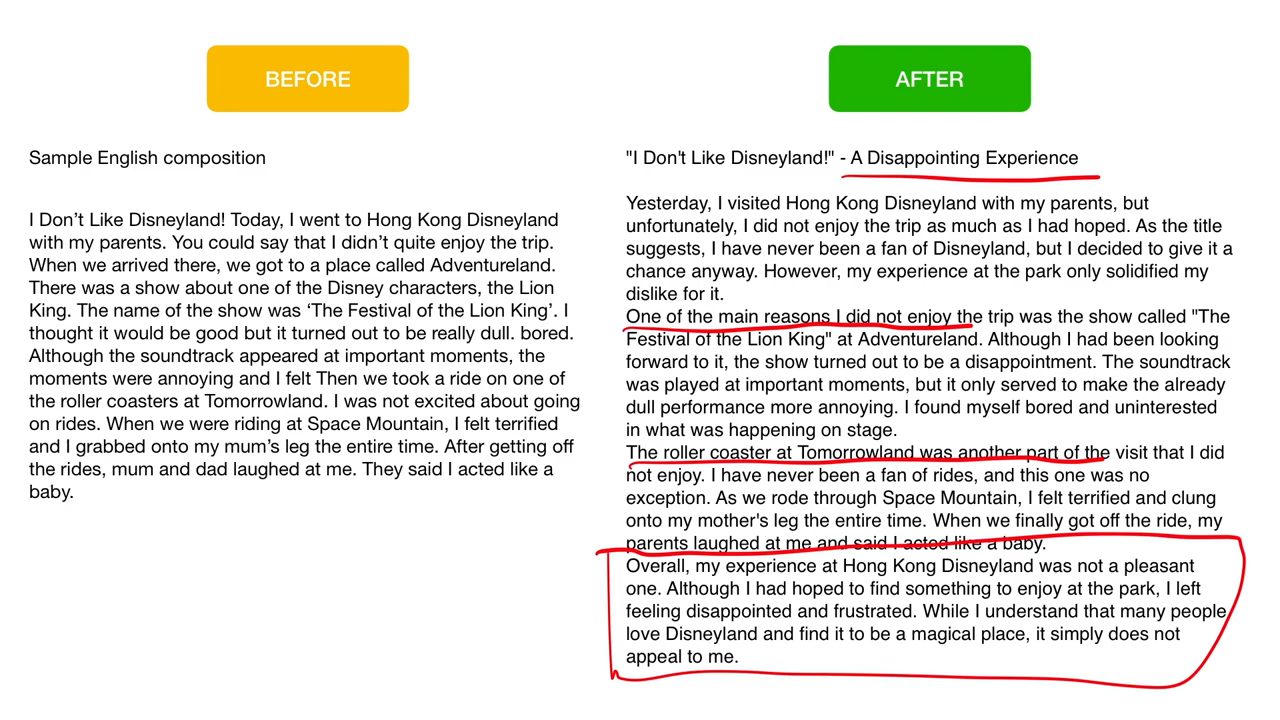 BEFORE
Sample English composition
I Don’t Like Disneyland! Today, I went to Hong Kong Disneyland
with my parents. You could say that I didn’t quite enjoy the trip.
When we arrived there, we got to a place called Adventureland.
There was a show about one of the Disney characters, the Lion
King. The name of the show was ‘The Festival of the Lion King’. I
thought it would be good but it turned out to be really dull. bored.
Although the soundtrack appeared at important moments, the
moments were annoying and I felt Then we took a ride on one of
the roller coasters at Tomorrowland. I was not excited about going
on rides. When we were riding at Space Mountain, I felt terrified
and I grabbed onto my mum’s leg the entire time. After getting off
the rides, mum and dad laughed at me. They said I acted like a
baby.
AFTER
"I Don't Like Disneyland!" - A Disappointing Experience
Yesterday, I visited Hong Kong Disneyland with my parents, but
unfortunately, I did not enjoy the trip as much as I had hoped. As the title
suggests, I have never been a fan of Disneyland, but I decided to give it a
chance anyway. However, my experience at the park only solidified my
dislike for it.
One of the main reasons I did not enjoy the trip was the show called "The
Festival of the Lion King" at Adventureland. Although I had been looking
forward to it, the show turned out to be a disappointment. The soundtrack
was played at important moments, but it only served to make the already
dull performance more annoying. I found myself bored and uninterested
in what was happening on stage.
The roller coaster at Tomorrowland was another part of the visit that I did
not enjoy. I have never been a fan of rides, and this one was no
exception. As we rode through Space Mountain, I felt terrified and clung
onto my mother's leg the entire time. When we finally got off the ride, my
parents laughed at me and said I acted like a baby.
Overall, my experience at Hong Kong Disneyland was not a pleasant
one. Although I had hoped to find something to enjoy at the park, I left
feeling disappointed and frustrated. While I understand that many people
love Disneyland and find it to be a magical place, it simply does not
appeal to me.